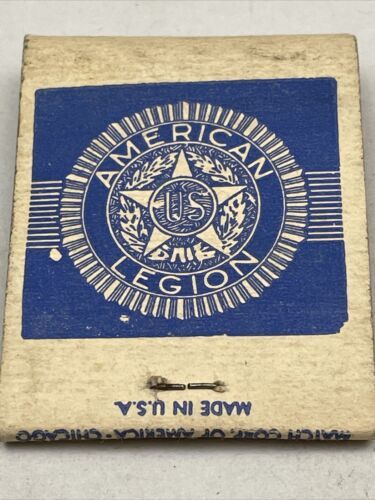 AMERICAN
US
LEGION
MADE IN U.S.A.
MATCH CORP. OF AMERICA · CHICAGO